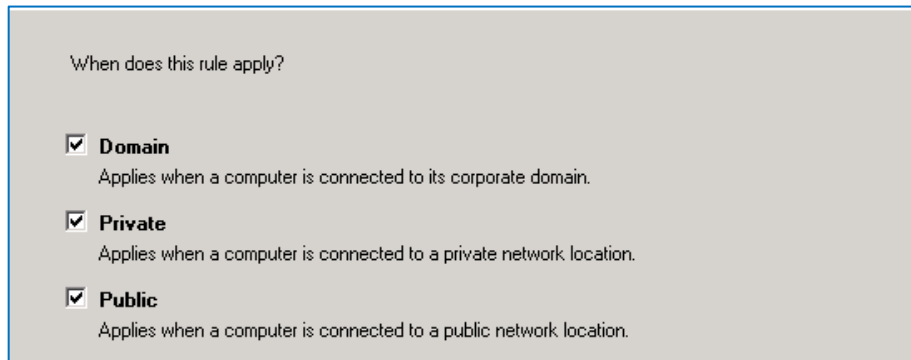 When does this rule apply?
Domain
Applies when a computer is connected to its corporate domain.
Private
Applies when a computer is connected to a private network location.
Public
Applies when a computer is connected to a public network location.